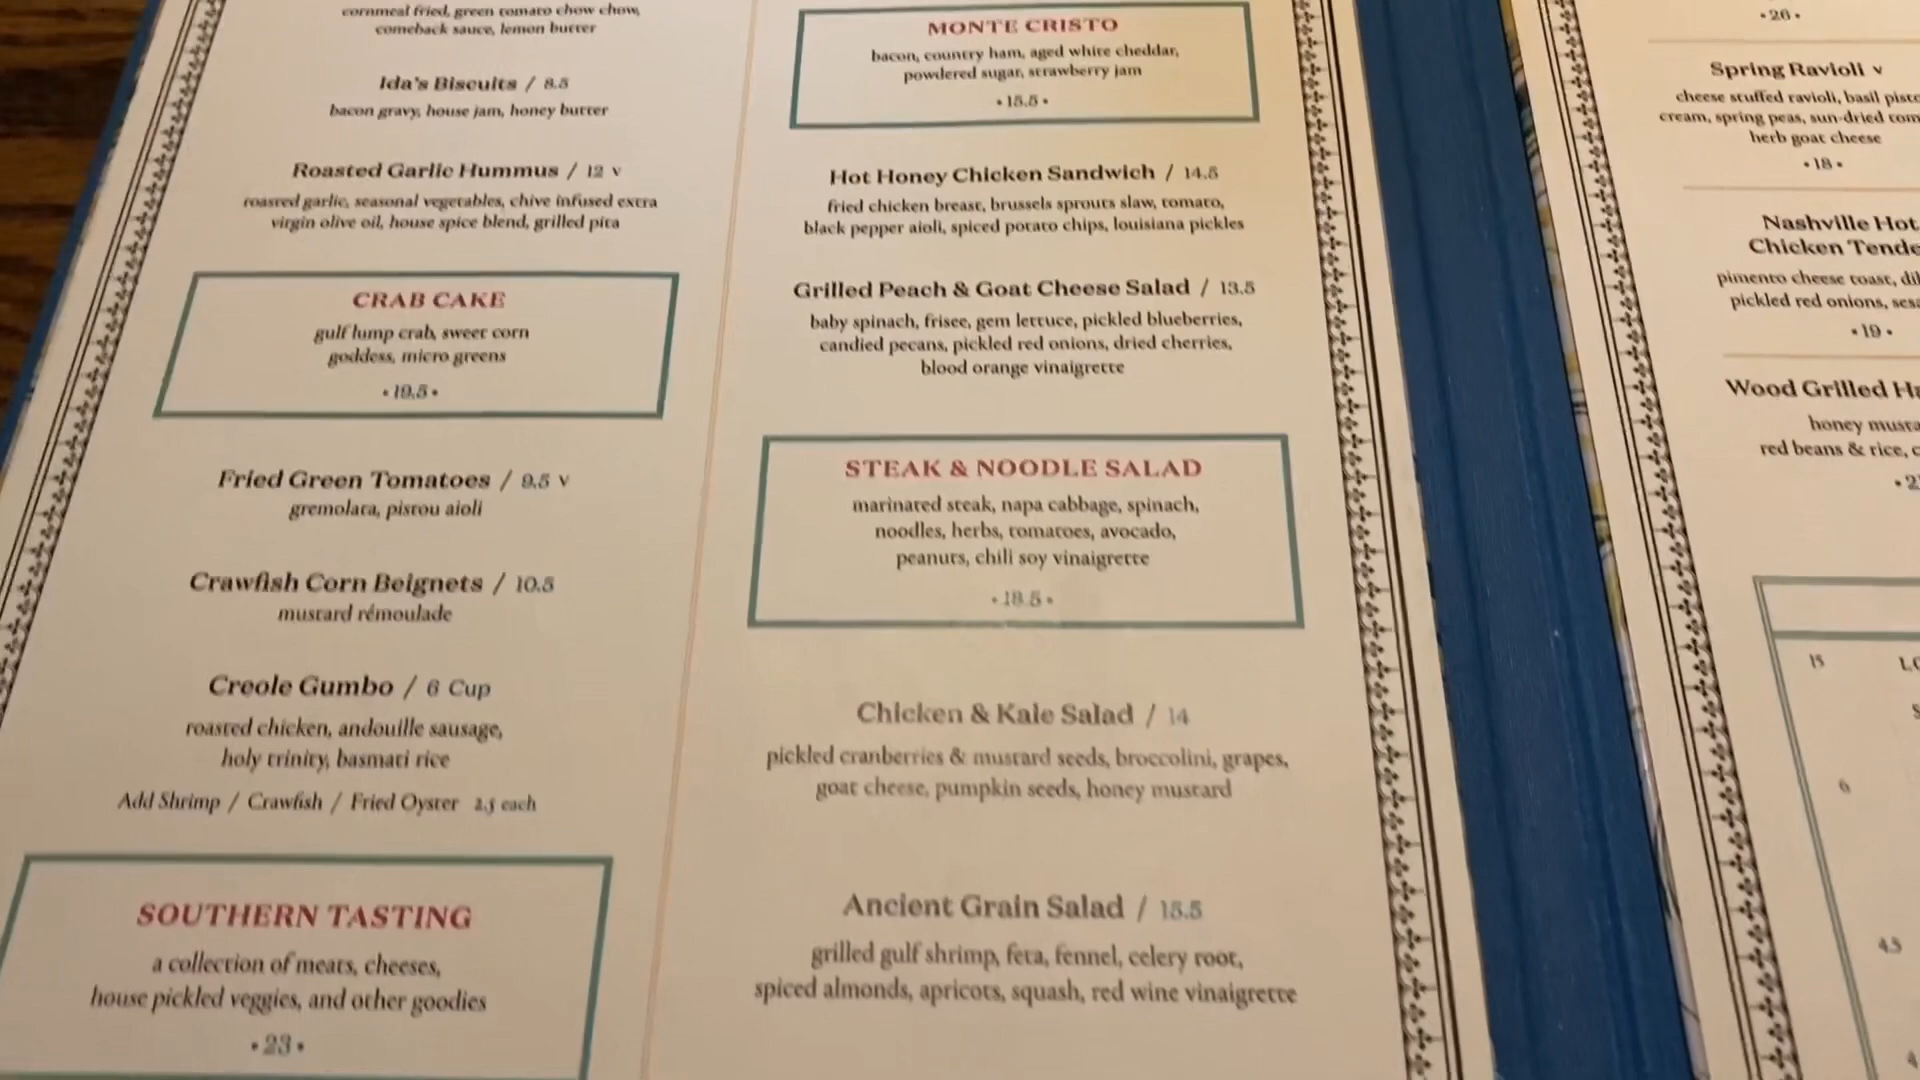 cornmeal fried, green tomato chow chow,
comeback sauce, lemon butter
Ida's Biscuits / 8.5
bacon gravy, house jam, honey butter
Roasted Garlic Hummus / 12 v
roasted garlic, seasonal vegetables, chive infused extra
virgin olive oil, house spice blend, grilled pita
CRAB CAKE
gulf lump crab, sweet corn
goddess, micro greens
• 19.5 •
Fried Green Tomatoes / 9.5 v
gremolata, pistou aioli
Crawfish Corn Beignets / 10.5
mustard rémoulade
Creole Gumbo / 6 Cup
roasted chicken, andouille sausage,
holy trinity, basmati rice
Add Shrimp / Crawfish / Fried Oyster 2.5 each
SOUTHERN TASTING
a collection of meats, cheeses,
house pickled veggies, and other goodies
• 23 •
MONTE CRISTO
bacon, country ham, aged white cheddar,
powdered sugar, strawberry jam
• 15.5 •
Hot Honey Chicken Sandwich / 14.5
fried chicken breast, brussels sprouts slaw, tomato,
black pepper aioli, spiced potato chips, louisiana pickles
Grilled Peach & Goat Cheese Salad / 13.5
baby spinach, frisee, gem lettuce, pickled blueberries,
candied pecans, pickled red onions, dried cherries,
blood orange vinaigrette
STEAK & NOODLE SALAD
marinated steak, napa cabbage, spinach,
noodles, herbs, tomatoes, avocado,
peanuts, chili soy vinaigrette
• 18.5 •
Chicken & Kale Salad / 14
pickled cranberries & mustard seeds, broccolini, grapes,
goat cheese, pumpkin seeds, honey mustard
Ancient Grain Salad / 15.5
grilled gulf shrimp, feta, fennel, celery root,
spiced almonds, apricots, squash, red wine vinaigrette
• 26 •
Spring Ravioli v
cheese stuffed ravioli, basil
cream, spring peas, sun-dried
herb goat cheese
• 18 •
Nashville Hot
Chicken
pimento cheese toast,
pickled red onions,
• 19 •
Wood Grilled
honey
red beans & rice,
15
6
4.5